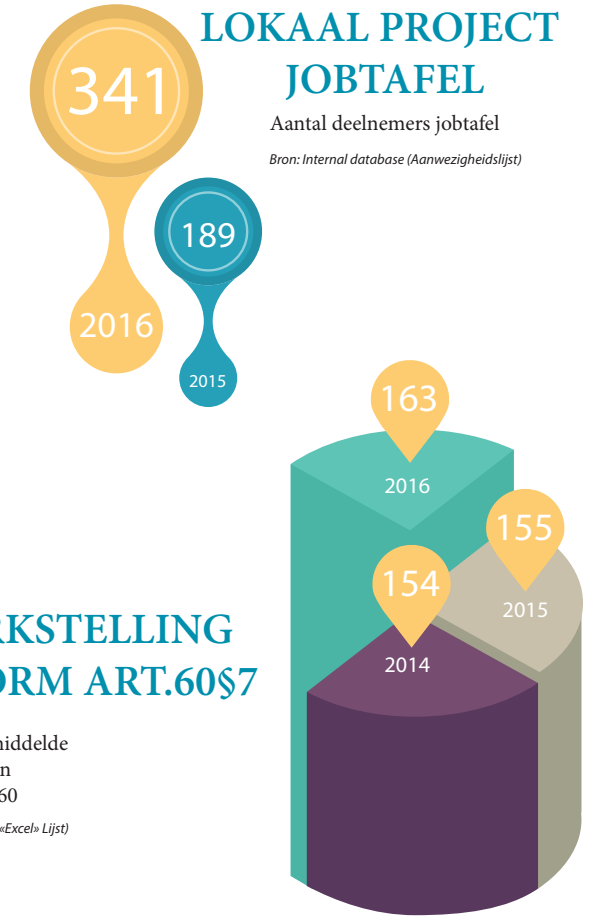 LOKAAL PROJECT
JOBTAFEL
Aantal deelnemers jobtafel
Bron: Internal database (Aanwezigheidslijst)
341
189
2016
2015
163
2016
155
2015
154
2014
RKSTELLING
ORM ART.60§7
middelde
n
60
«Excel» Lijst)